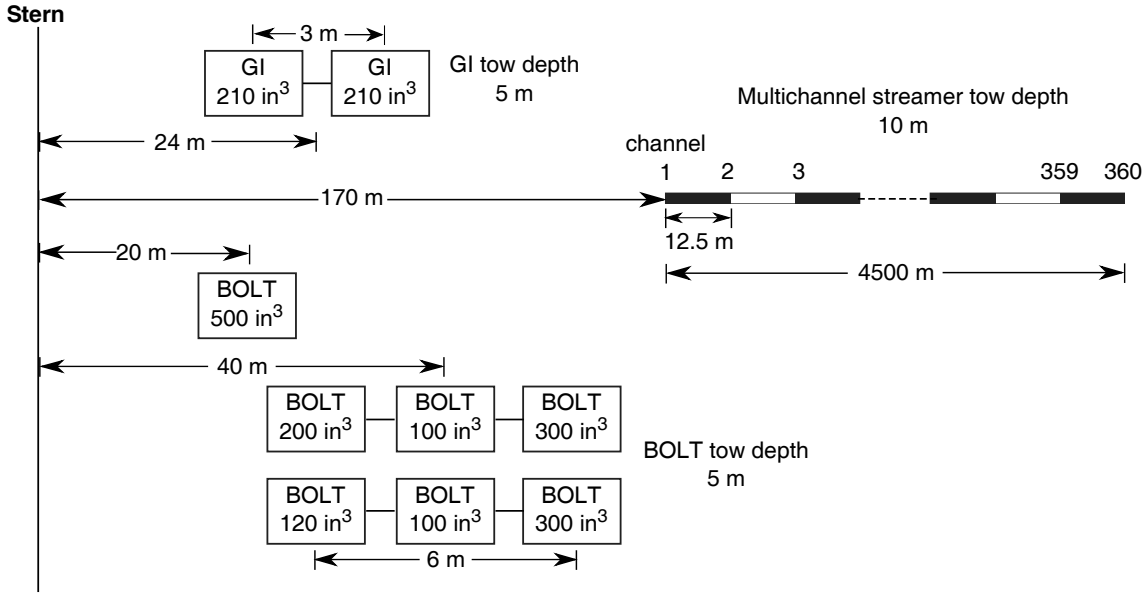 Stern
3 m
GI
210 in³
GI
210 in³
GI tow depth
5 m
24 m
Multichannel streamer tow depth
10 m
channel
1 2 3 359 360
170 m
12.5 m
4500 m
20 m
BOLT
500 in³
40 m
BOLT
200 in³
BOLT
100 in³
BOLT
300 in³
BOLT tow depth
5 m
BOLT
120 in³
BOLT
100 in³
BOLT
300 in³
6 m